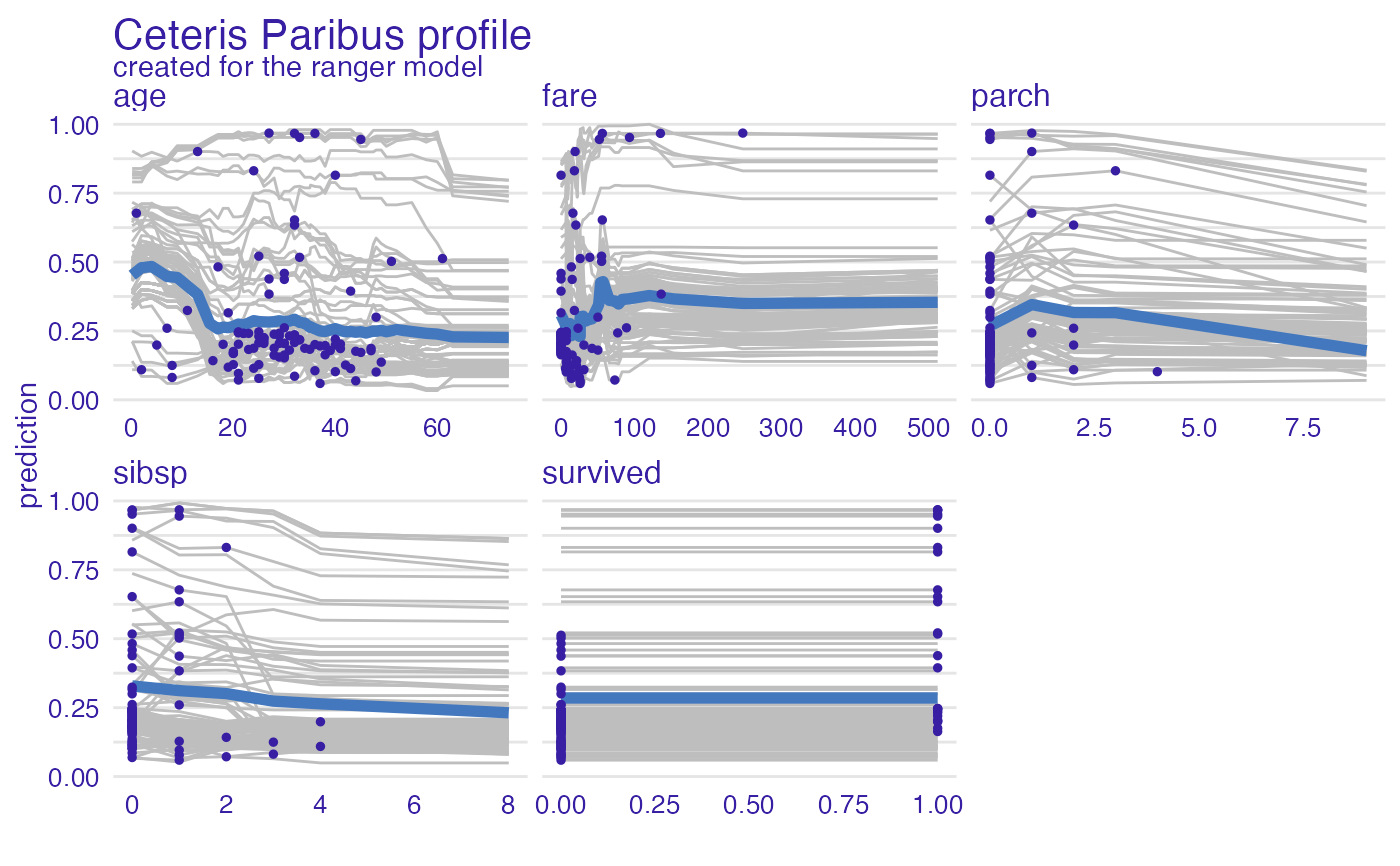 Ceteris Paribus profile
created for the ranger model
age
fare
parch
1.00
0.75
0.50
0.25
0.00
0 20 40 60
0 100 200 300 400 500
0.0 2.5 5.0 7.5
prediction
sibsp
survived
1.00
0.75
0.50
0.25
0.00
0 2 4 6 8
0.00 0.25 0.50 0.75 1.00